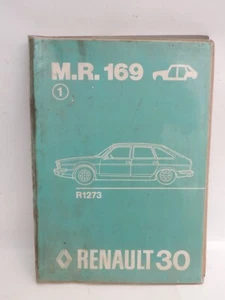 M.R. 169
1
R1273
RENAULT 30